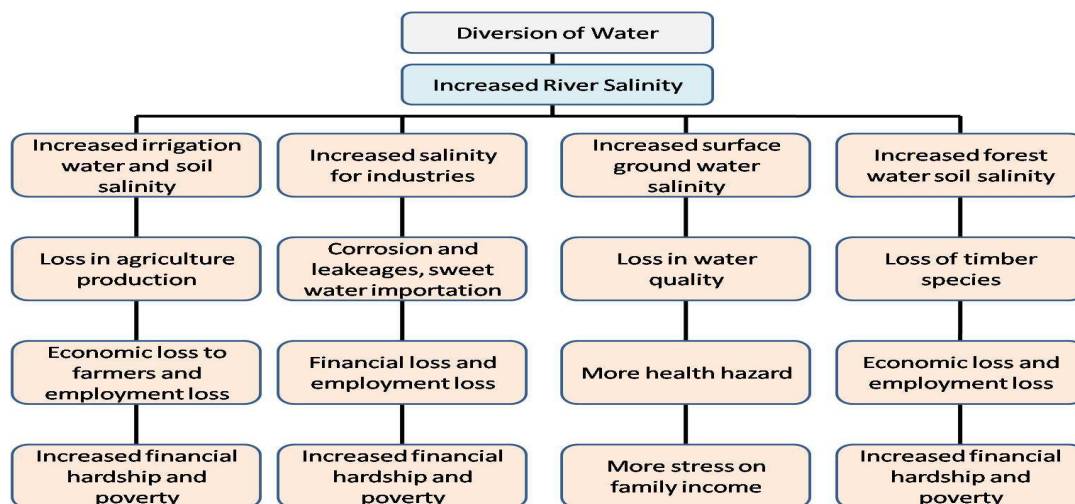 Diversion of Water
Increased River Salinity
Increased irrigation
water and soil
salinity
Increased salinity
for industries
Increased surface
ground water
salinity
Increased forest
water soil salinity
Loss in agriculture
production
Corrosion and
leakeages, sweet
water importation
Loss in water
quality
Loss of timber
species
Economic loss to
farmers and
employment loss
Financial loss and
employment loss
More health hazard
Economic loss and
employment loss
Increased financial
hardship and
poverty
Increased financial
hardship and
poverty
More stress on
family income
Increased financial
hardship and
poverty